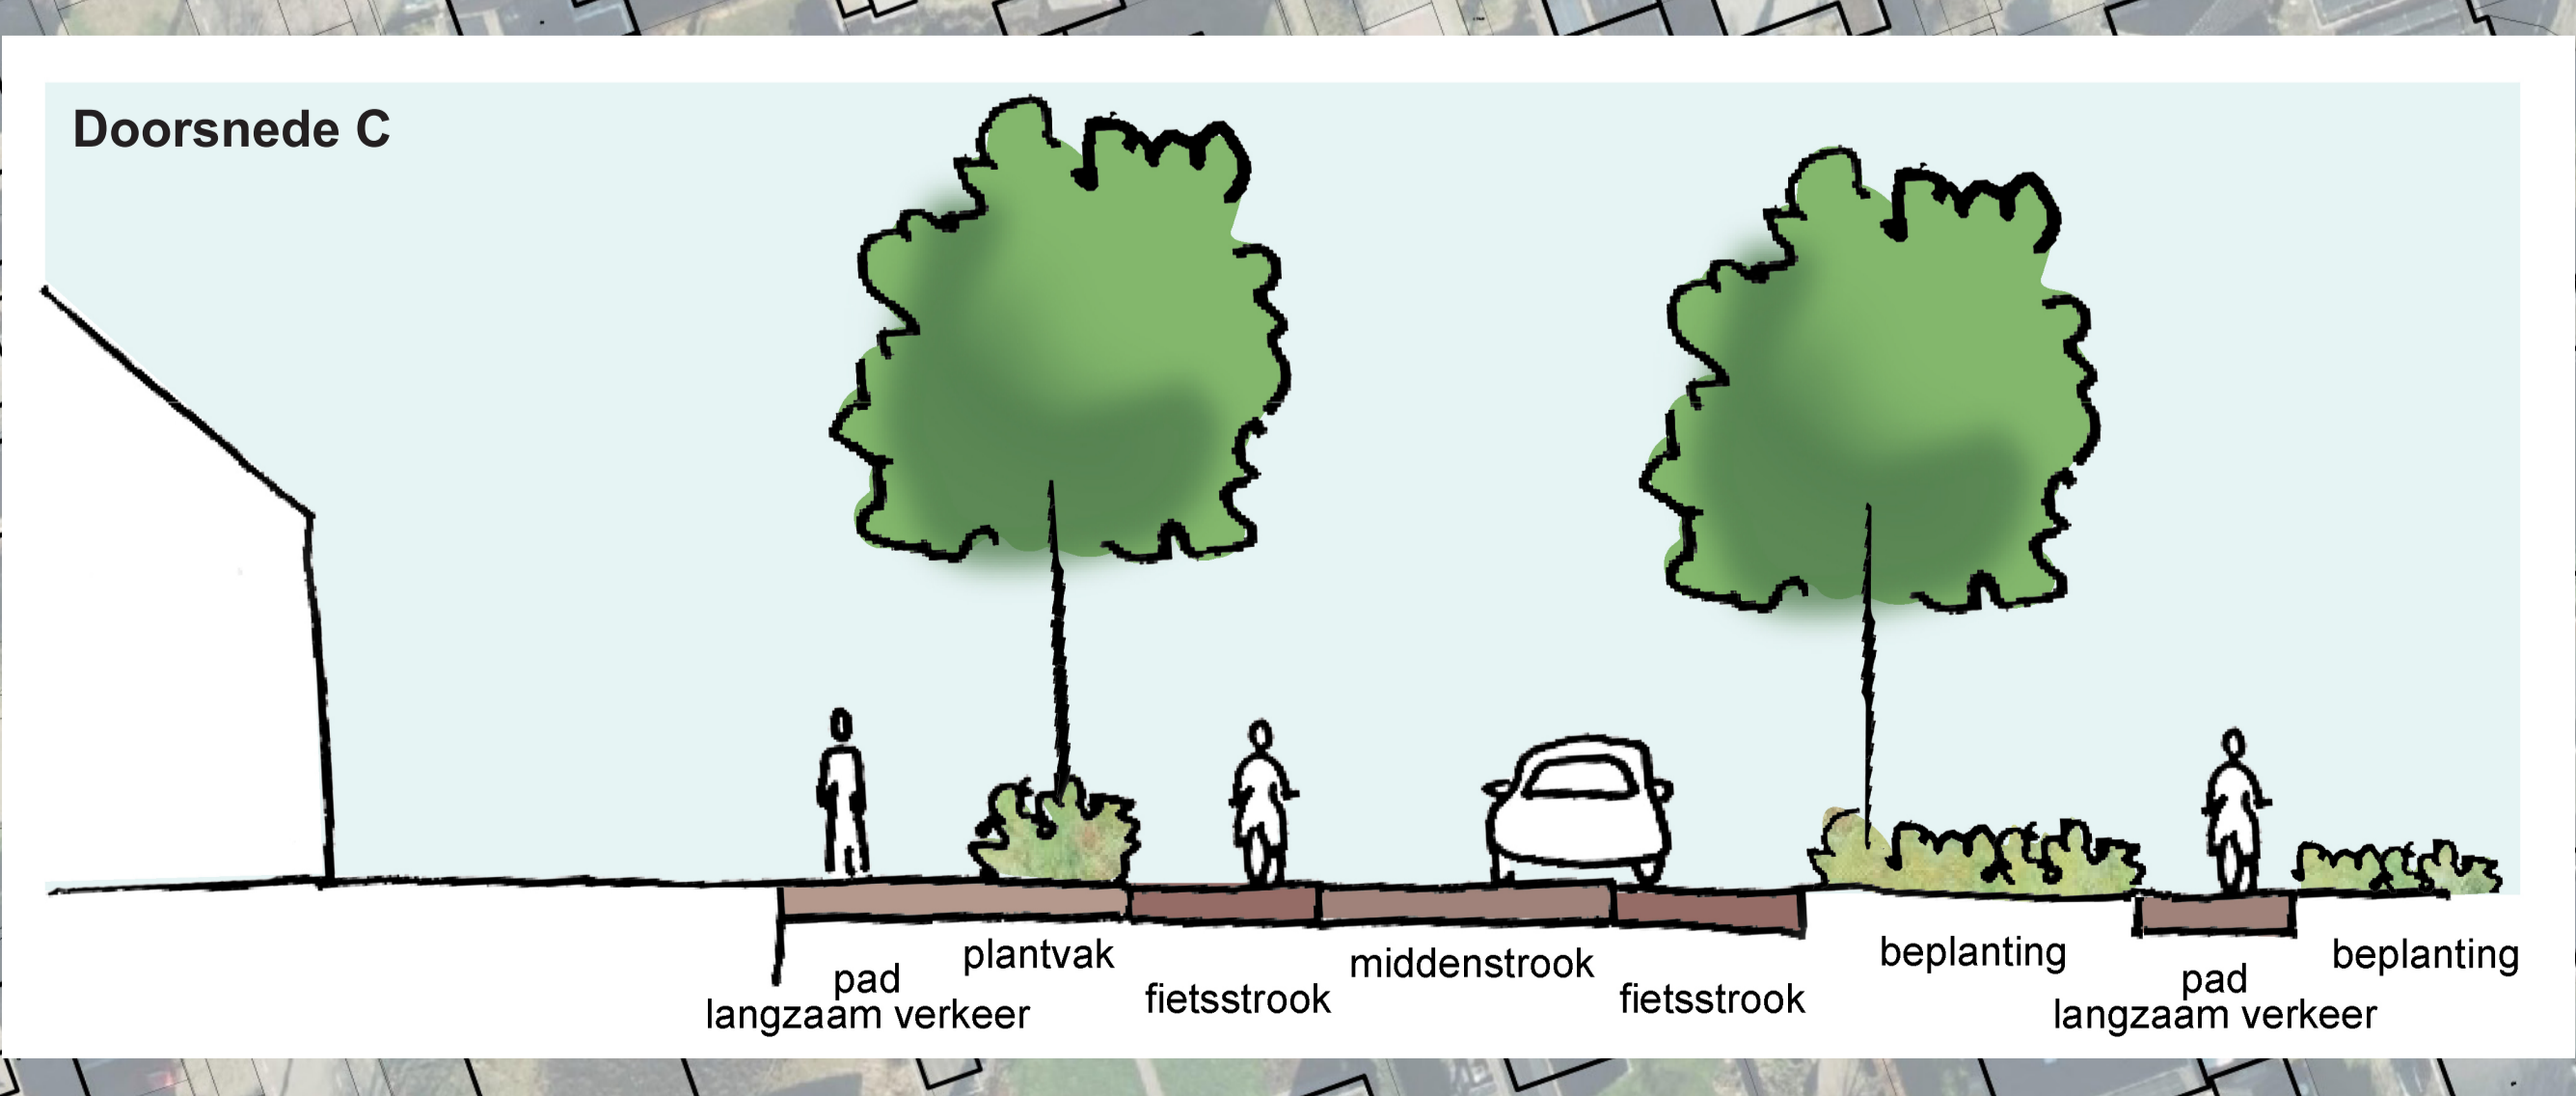 Doorsnede C
pad
langzaam verkeer
plantvak
fietsstrook
middenstrook
fietsstrook
beplanting
pad
langzaam verkeer
beplanting